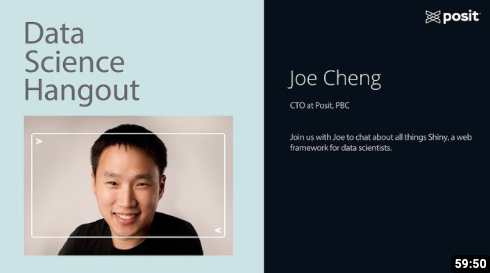 Data
Science
Hangout
>
<
posit
Joe Cheng
CTO at Posit, PBC
Join us with Joe to chat about all things Shiny, a web
framework for data scientists.
59:50